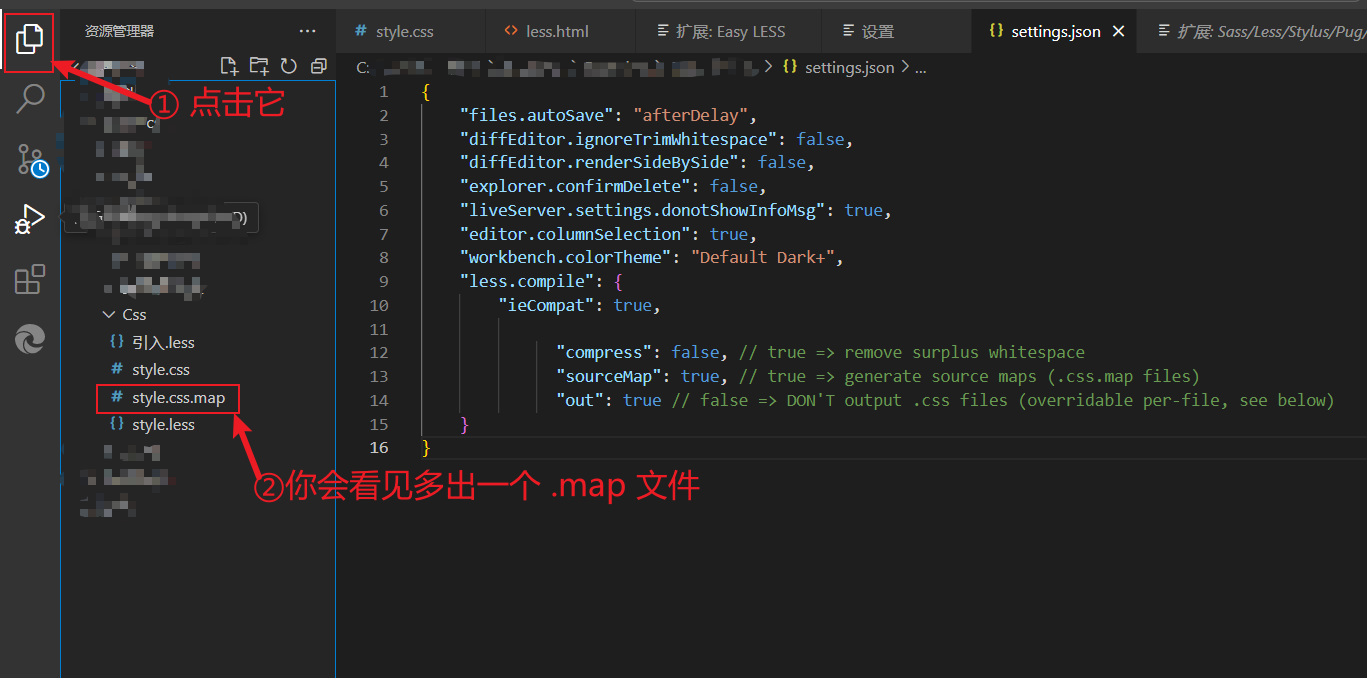 资源管理器
style.css
less.html
扩展: Easy LESS
设置
settings.json
扩展: Sass/Less/Stylus/Pug/
C:
settings.json
...
① 点击它
D)
Css
引入.less
style.css
style.css.map
style.less
②你会看见多出一个 .map 文件
1 {
2 "files.autoSave": "afterDelay",
3 "diffEditor.ignoreTrimWhitespace": false,
4 "diffEditor.renderSideBySide": false,
5 "explorer.confirmDelete": false,
6 "liveServer.settings.donotShowInfoMsg": true,
7 "editor.columnSelection": true,
8 "workbench.colorTheme": "Default Dark+",
9 "less.compile": {
10 "ieCompat": true,
11
12 "compress": false, // true => remove surplus whitespace
13 "sourceMap": true, // true => generate source maps (.css.map files)
14 "out": true // false => DON'T output .css files (overridable per-file, see below)
15 }
16 }